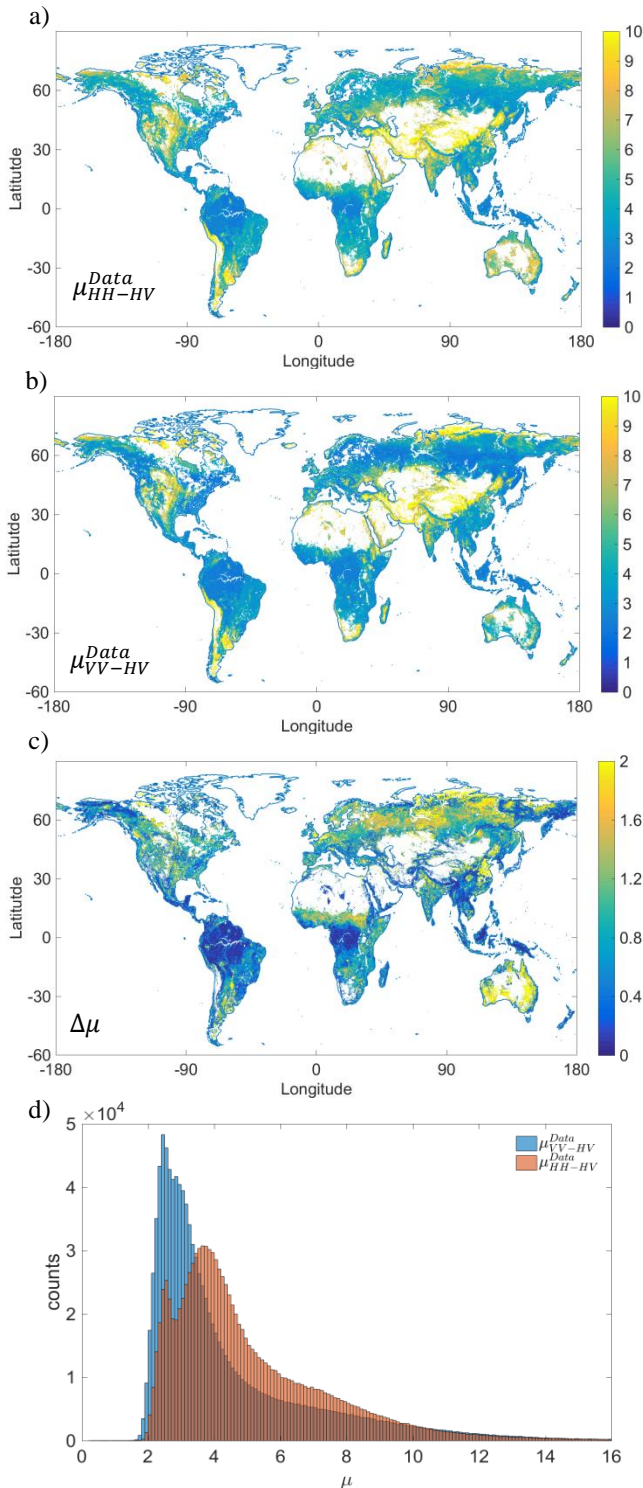 a)
10
9
8
7
6
5
4
3
2
1
0
60
30
0
-30
-60
Latitutde
μ^{Data}_{HH-HV}
-180 -90 0 90 180
Longitude
b)
10
9
8
7
6
5
4
3
2
1
0
60
30
0
-30
-60
Latitutde
μ^{Data}_{VV-HV}
-180 -90 0 90 180
Longitude
c)
2
1.6
1.2
0.8
0.4
0
60
30
0
-30
-60
Latitutde
Δμ
-180 -90 0 90 180
Longitude
d)
×10^4
5
4
3
2
1
0
counts
μ^{Data}_{VV-HV}
μ^{Data}_{HH-HV}
0 2 4 6 8 10 12 14 16
μ